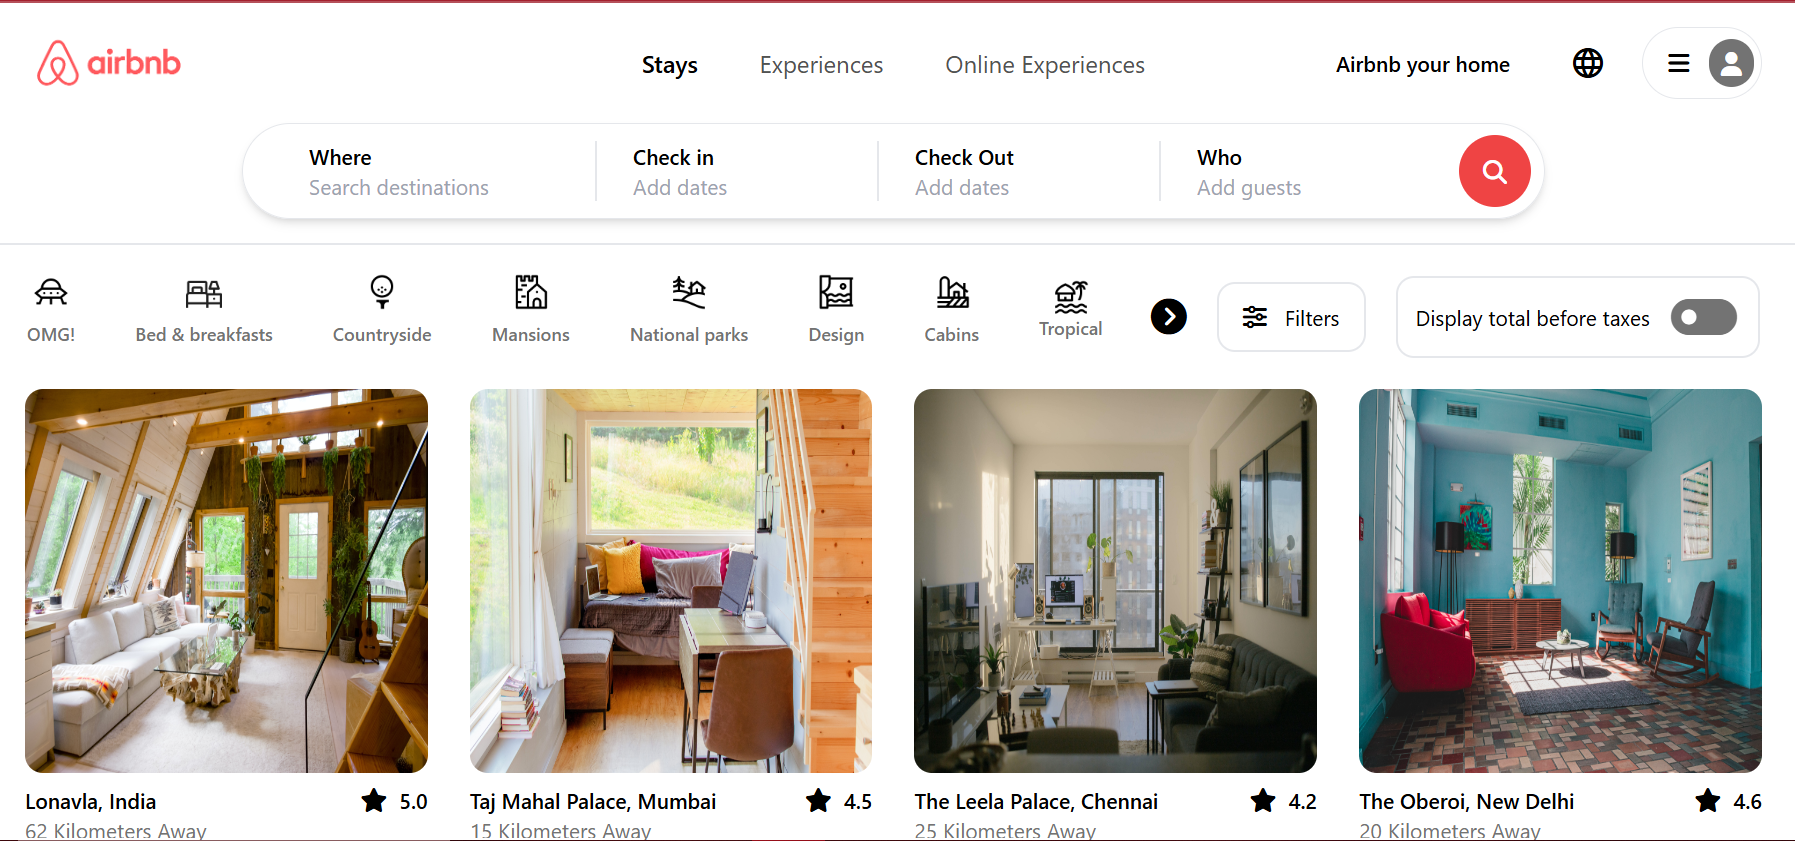 airbnb
Stays Experiences Online Experiences Airbnb your home
Where Check in Check Out Who
Search destinations Add dates Add dates Add guests
OMG! Bed & breakfasts Countryside Mansions National parks Design Cabins Tropical Filters Display total before taxes
Lonavla, India 5.0 Taj Mahal Palace, Mumbai 4.5 The Leela Palace, Chennai 4.2 The Oberoi, New Delhi 4.6
62 Kilometers Away 15 Kilometers Away 25 Kilometers Away 20 Kilometers Away